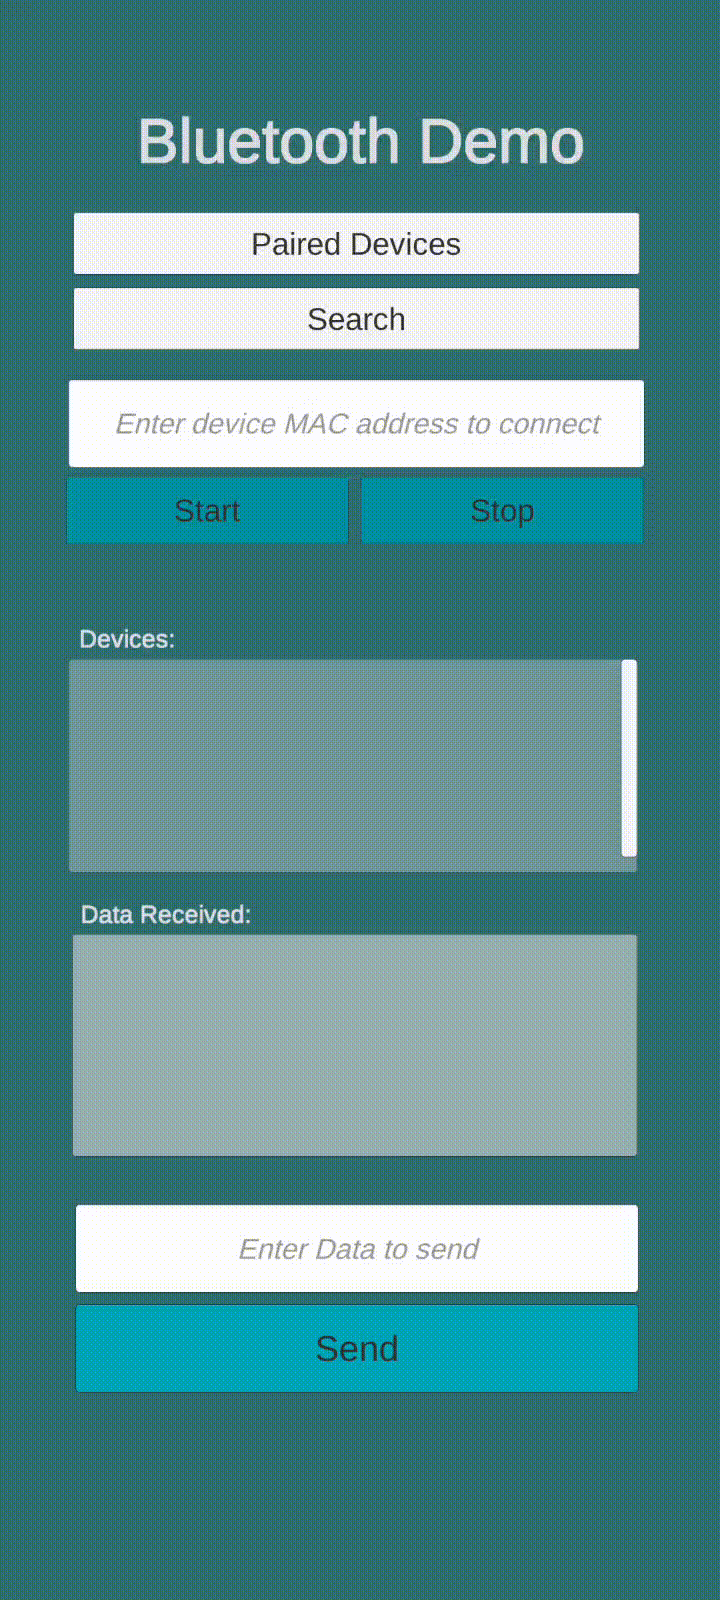 Bluetooth Demo
Paired Devices
Search
Enter device MAC address to connect
Start
Stop
Devices:
Data Received:
Enter Data to send
Send